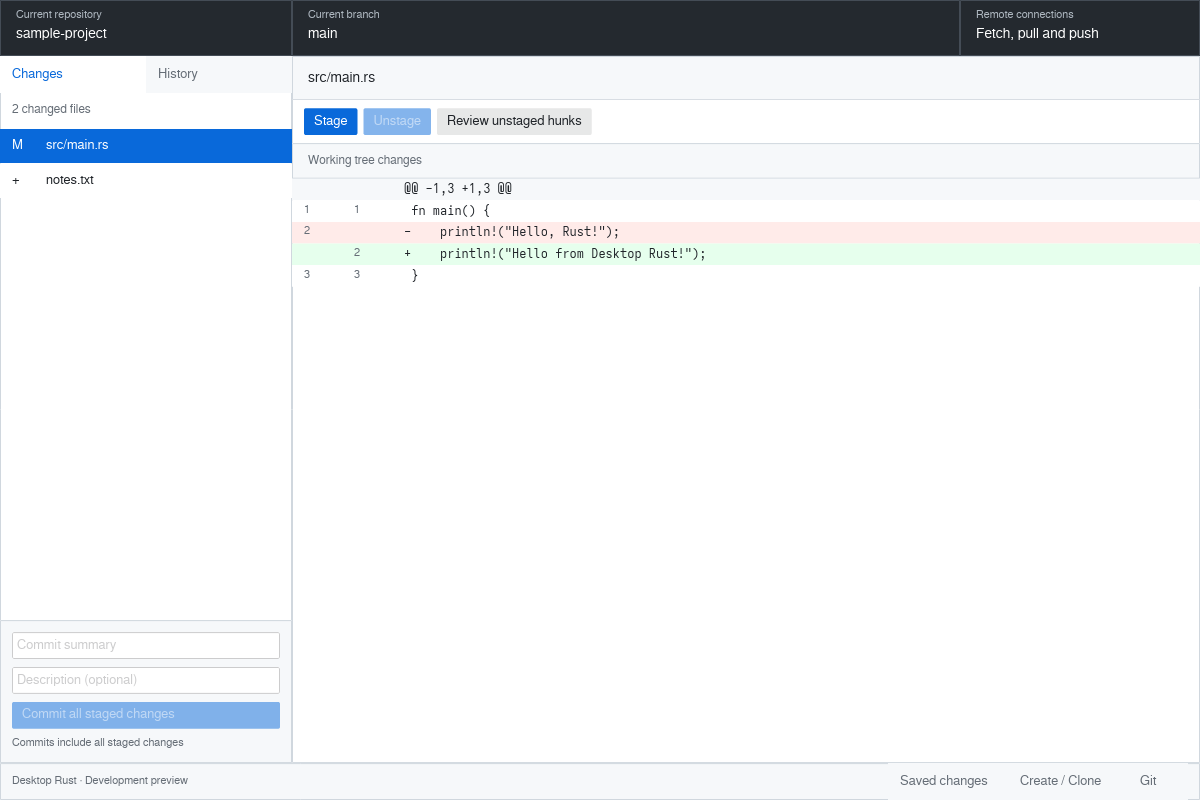 Current repository
sample-project
Current branch
main
Remote connections
Fetch, pull and push
Changes
History
2 changed files
M src/main.rs
+ notes.txt
src/main.rs
Stage
Unstage
Review unstaged hunks
Working tree changes
@@ -1,3 +1,3 @@
1 1 fn main() {
2 - println!("Hello, Rust!");
2 + println!("Hello from Desktop Rust!");
3 3 }
Commit summary
Description (optional)
Commit all staged changes
Commits include all staged changes
Desktop Rust · Development preview
Saved changes
Create / Clone
Git